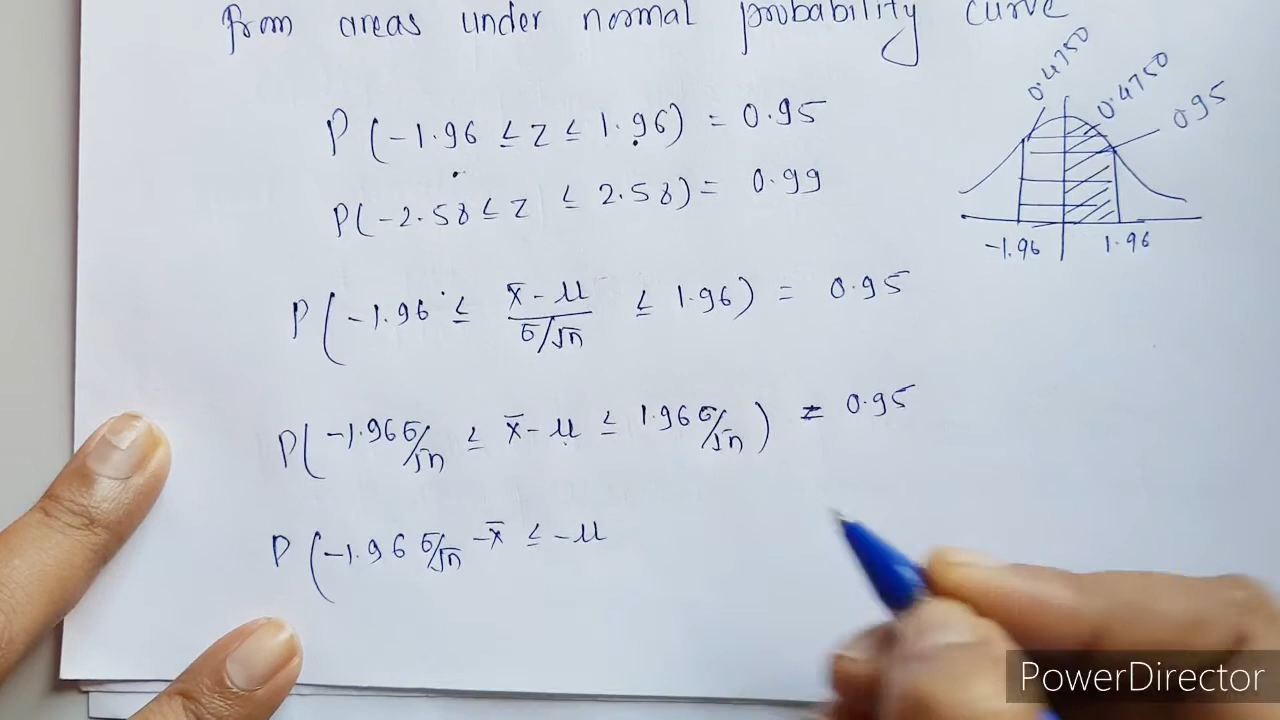 from areas under normal probability curve
0.4750
0.4750
0.95
P(-1.96 ≤ z ≤ 1.96) = 0.95
P(-2.58 ≤ z ≤ 2.58) = 0.99
-1.96 1.96
P(-1.96 ≤ x̄ - μ / σ/√n ≤ 1.96) = 0.95
P(-1.96 σ/√n ≤ x̄ - μ ≤ 1.96 σ/√n) = 0.95
P(-1.96 σ/√n - x̄ ≤ -μ
PowerDirector